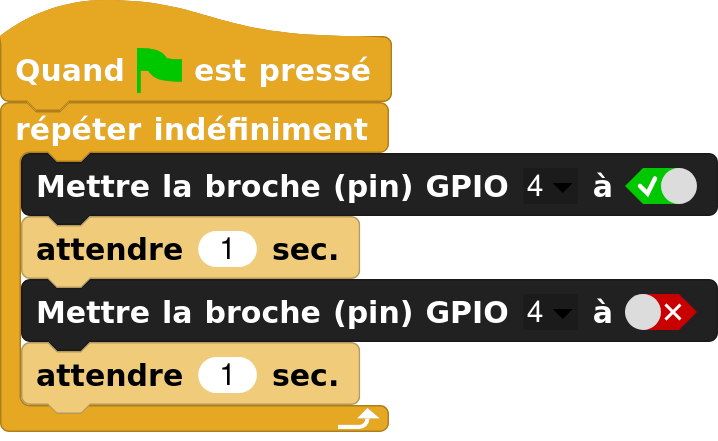 Quand est pressé
répéter indéfiniment
Mettre la broche (pin) GPIO 4 à
attendre 1 sec.
Mettre la broche (pin) GPIO 4 à
attendre 1 sec.